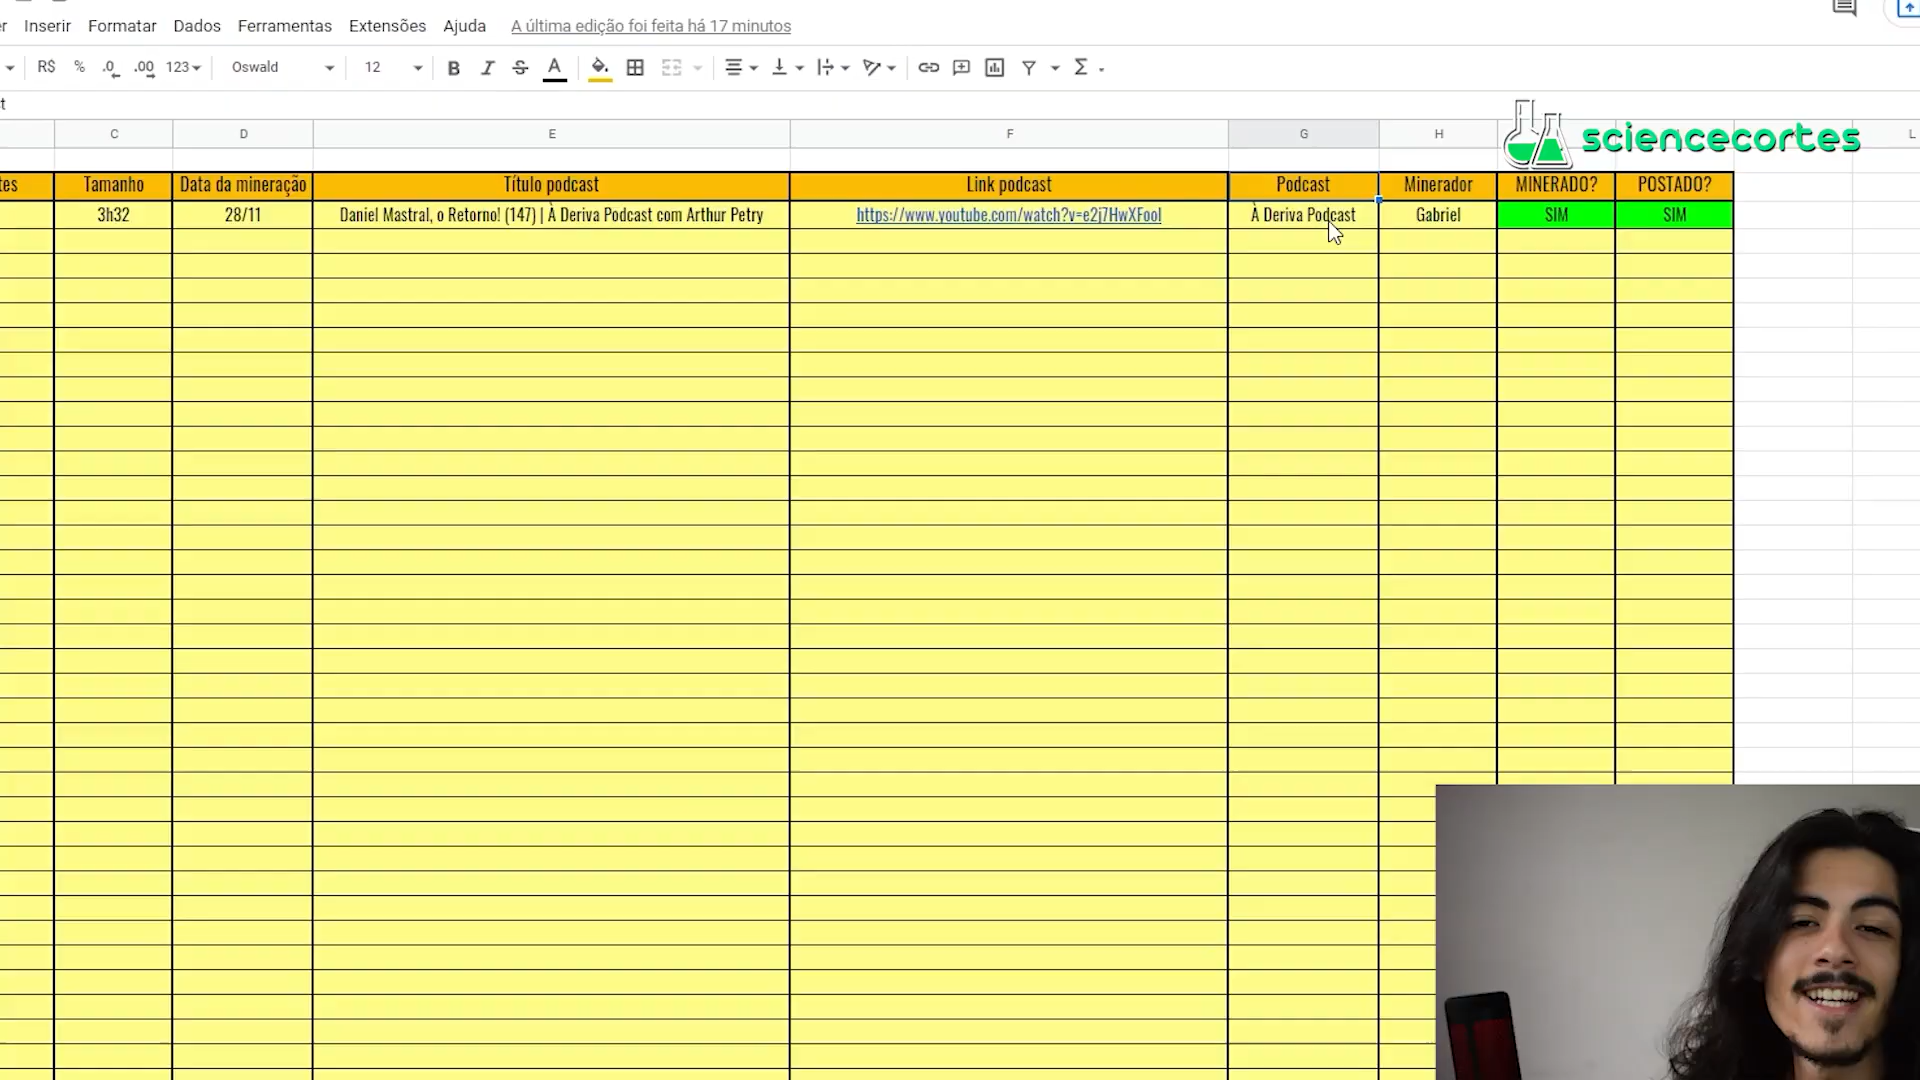 Inserir Formatar Dados Ferramentas Extensões Ajuda A última edição foi feita há 17 minutos
R$ % .0 .00 123 Oswald 12
C D E F G H L
sciencecortes
Tamanho Data da mineração Título podcast Link podcast Podcast Minerador MINERADO? POSTADO?
3h32 28/11 Daniel Mastral, o Retorno! (147) | À Deriva Podcast com Arthur Petry https://www.youtube.com/watch?v=e2j7HwXFooI À Deriva Podcast Gabriel SIM SIM